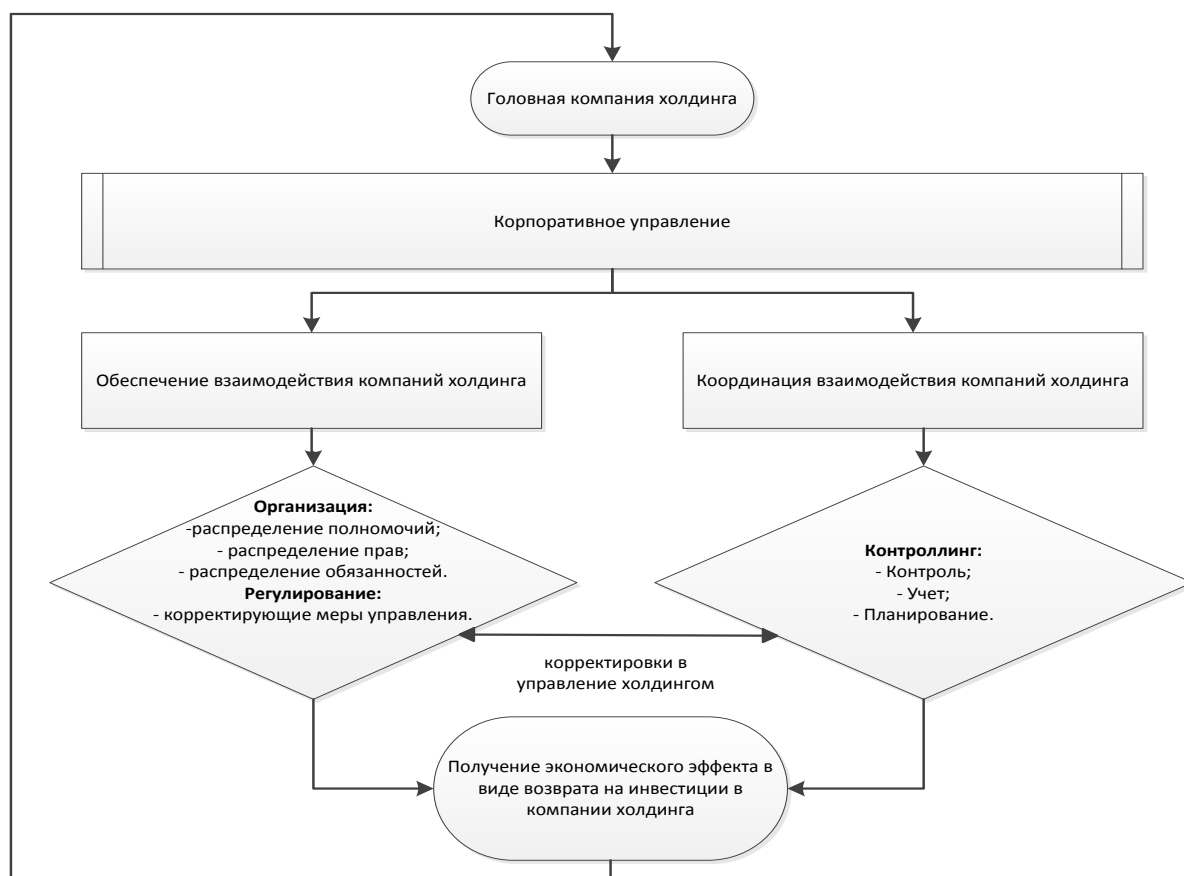 Головная компания холдинга
Корпоративное управление
Обеспечение взаимодействия компаний холдинга
Координация взаимодействия компаний холдинга
Организация:
-распределение полномочий;
- распределение прав;
- распределение обязанностей.
Регулирование:
- корректирующие меры управления.
Контроллинг:
- Контроль;
- Учет;
- Планирование.
корректировки в
управление холдингом
Получение экономического эффекта в
виде возврата на инвестиции в
компании холдинга